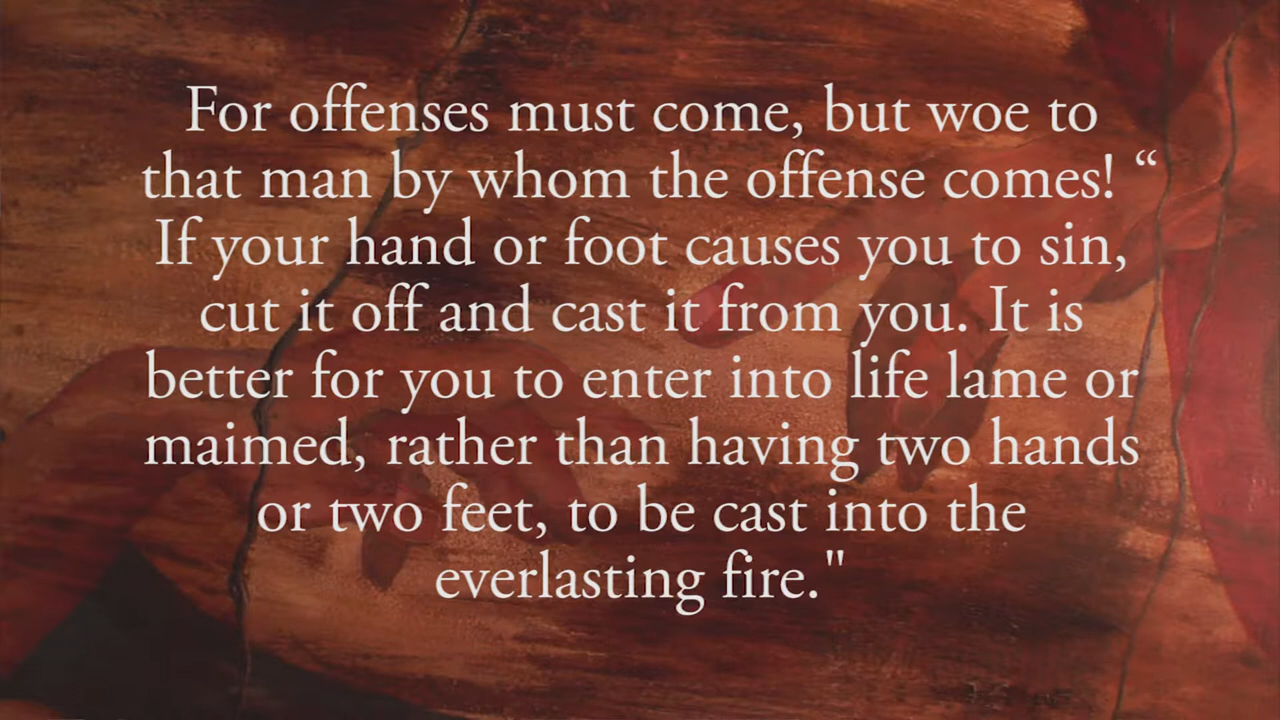 For offenses must come, but woe to
that man by whom the offense comes! “
If your hand or foot causes you to sin,
cut it off and cast it from you. It is
better for you to enter into life lame or
maimed, rather than having two hands
or two feet, to be cast into the
everlasting fire."